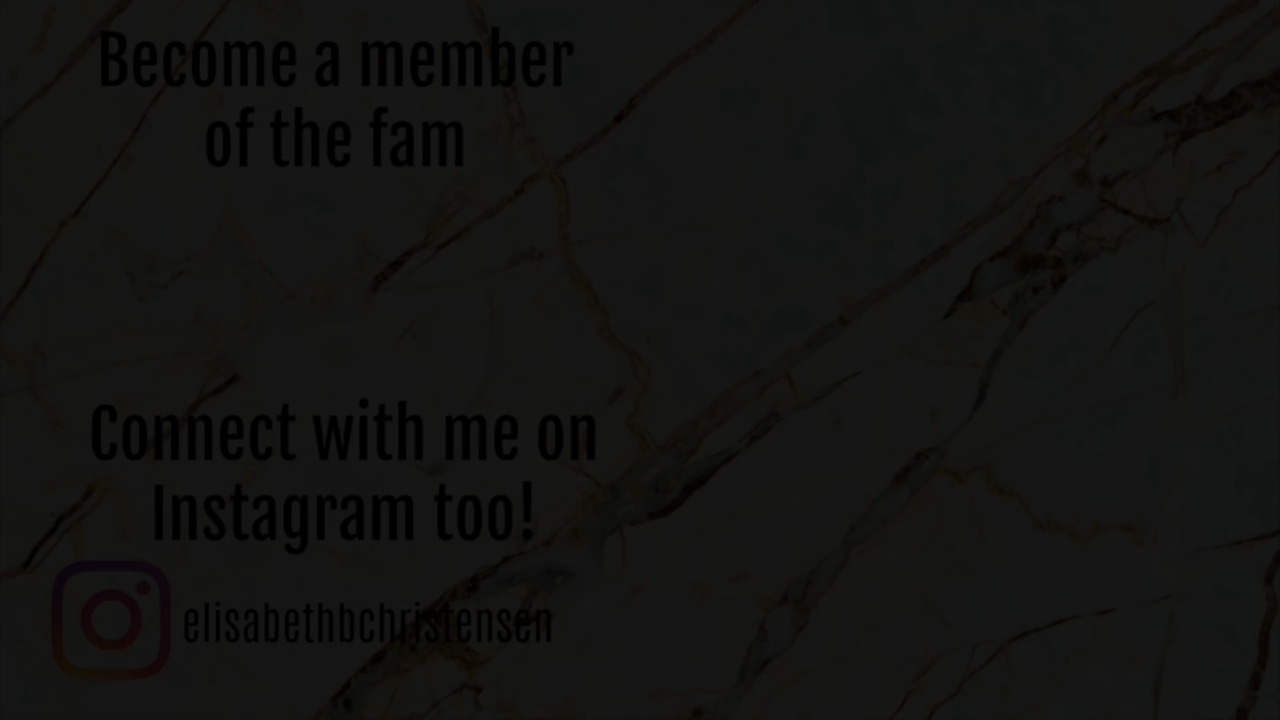 Become a member
of the fam
Connect with me on
Instagram too!
elisabethbchristensen